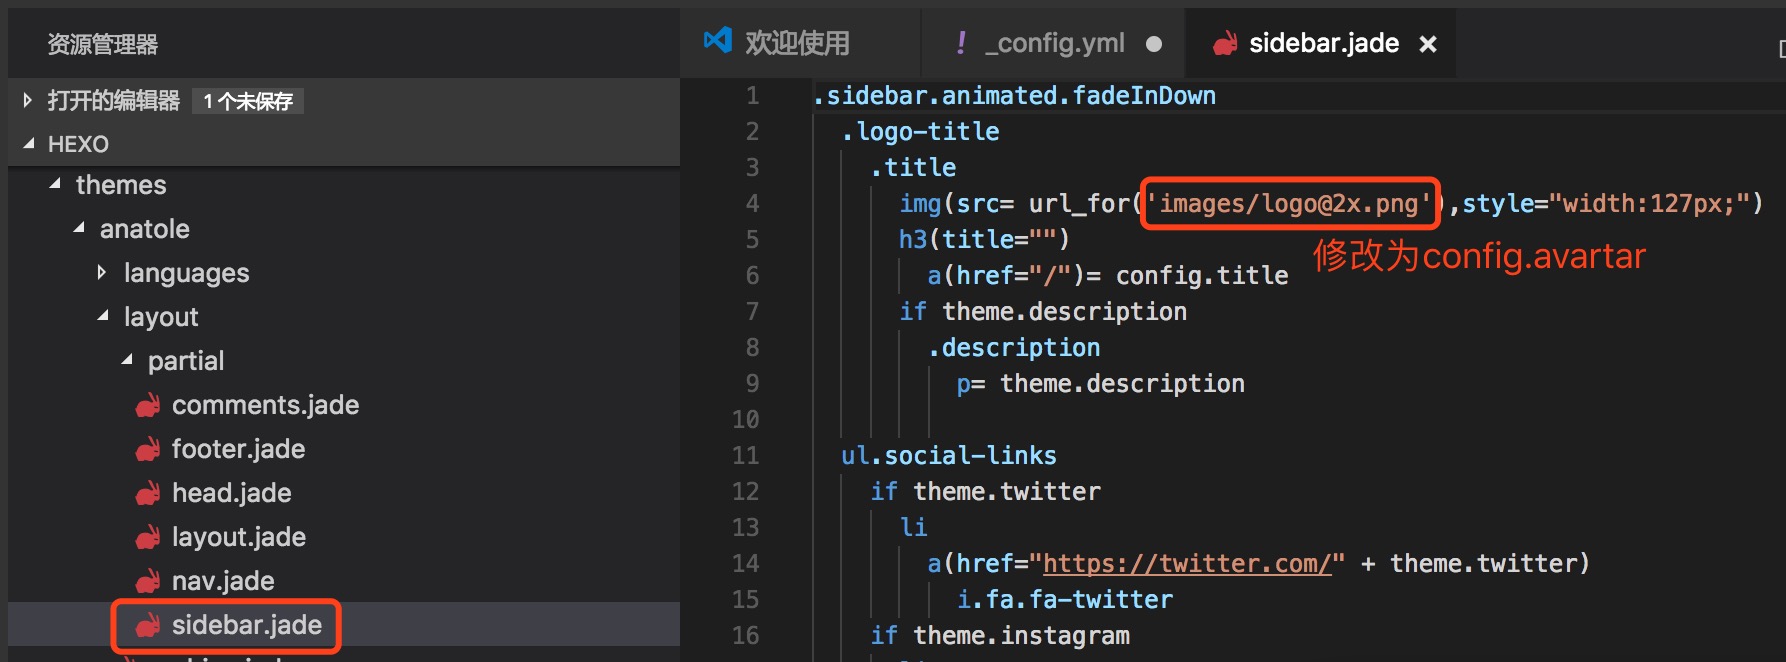 资源管理器
打开的编辑器 1 个未保存
HEXO
themes
anatole
languages
layout
partial
comments.jade
footer.jade
head.jade
layout.jade
nav.jade
sidebar.jade
欢迎使用 ! _config.yml ● sidebar.jade ×
1 .sidebar.animated.fadeInDown
2 .logo-title
3 .title
4 img(src= url_for('images/logo@2x.png'),style="width:127px;")
5 h3(title="")
修改为config.avartar
6 a(href="/")= config.title
7 if theme.description
8 .description
9 p= theme.description
10
11 ul.social-links
12 if theme.twitter
13 li
14 a(href="https://twitter.com/" + theme.twitter)
15 i.fa.fa-twitter
16 if theme.instagram